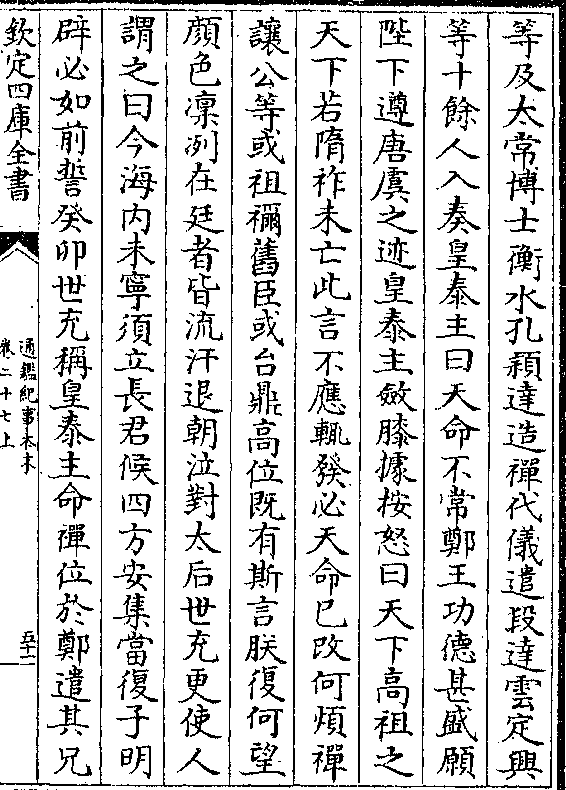 等及太常博士衡水孔穎達造禪代儀遣段達雲定興
等十餘人入奏皇泰主曰天命不常鄭王功德甚盛願
陛下遵唐虞之迹皇泰主斂膝據按怒曰天下高祖之
天下若隋祚未亡此言不應輒發必天命已改何煩禪
讓公等或祖禰舊臣或台鼎高位既有斯言朕復何望
顔色凜冽在廷者皆流汗退朝泣對太后世充更使人
謂之曰今海内未寧須立長君候四方安集當復子明
辟必如前誓癸卯世充稱皇泰主命禪位於鄭遣其兄
欽定四庫全書
通鑑紀事本末
卷二十七上
五十一